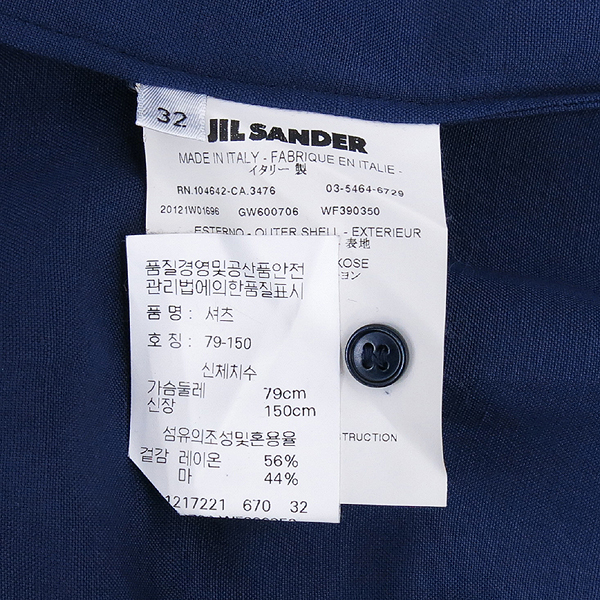 32
JIL SANDER
MADE IN ITALY - FABRIQUE EN ITALIE -
イタリー 製
RN.104642-CA.3476 03-5464-6729
20121W01696 GW600706 WF390350
ESTERNO - OUTER SHELL - EXTERIEUR
- 表地
KOSE
ーヨン
STRUCTION
품질경영및공산품안전
관리법에의한품질표시
품 명 : 셔츠
호 칭 : 79-150
신체치수
가슴둘레 79cm
신장 150cm
섬유의조성및혼용율
겉감 레이온 56%
마 44%
1217221 670 32